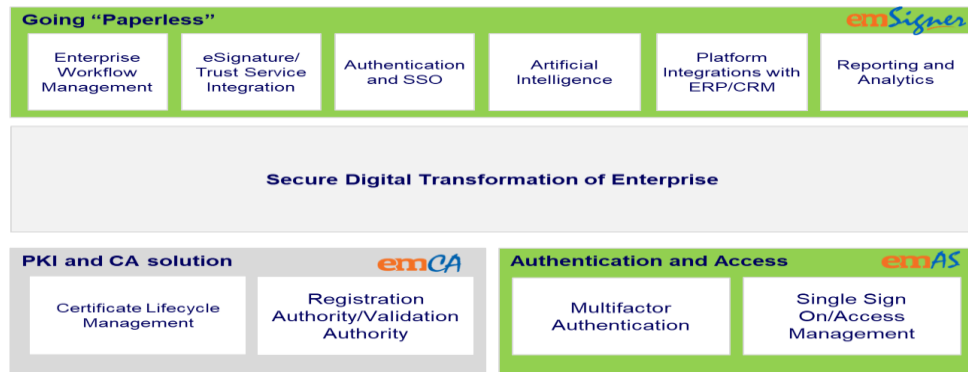 Going “Paperless”
emSigner
Enterprise
Workflow
Management
eSignature/
Trust Service
Integration
Authentication
and SSO
Artificial
Intelligence
Platform
Integrations with
ERP/CRM
Reporting and
Analytics
Secure Digital Transformation of Enterprise
PKI and CA solution
emCA
Certificate Lifecycle
Management
Registration
Authority/Validation
Authority
Authentication and Access
emAS
Multifactor
Authentication
Single Sign
On/Access
Management